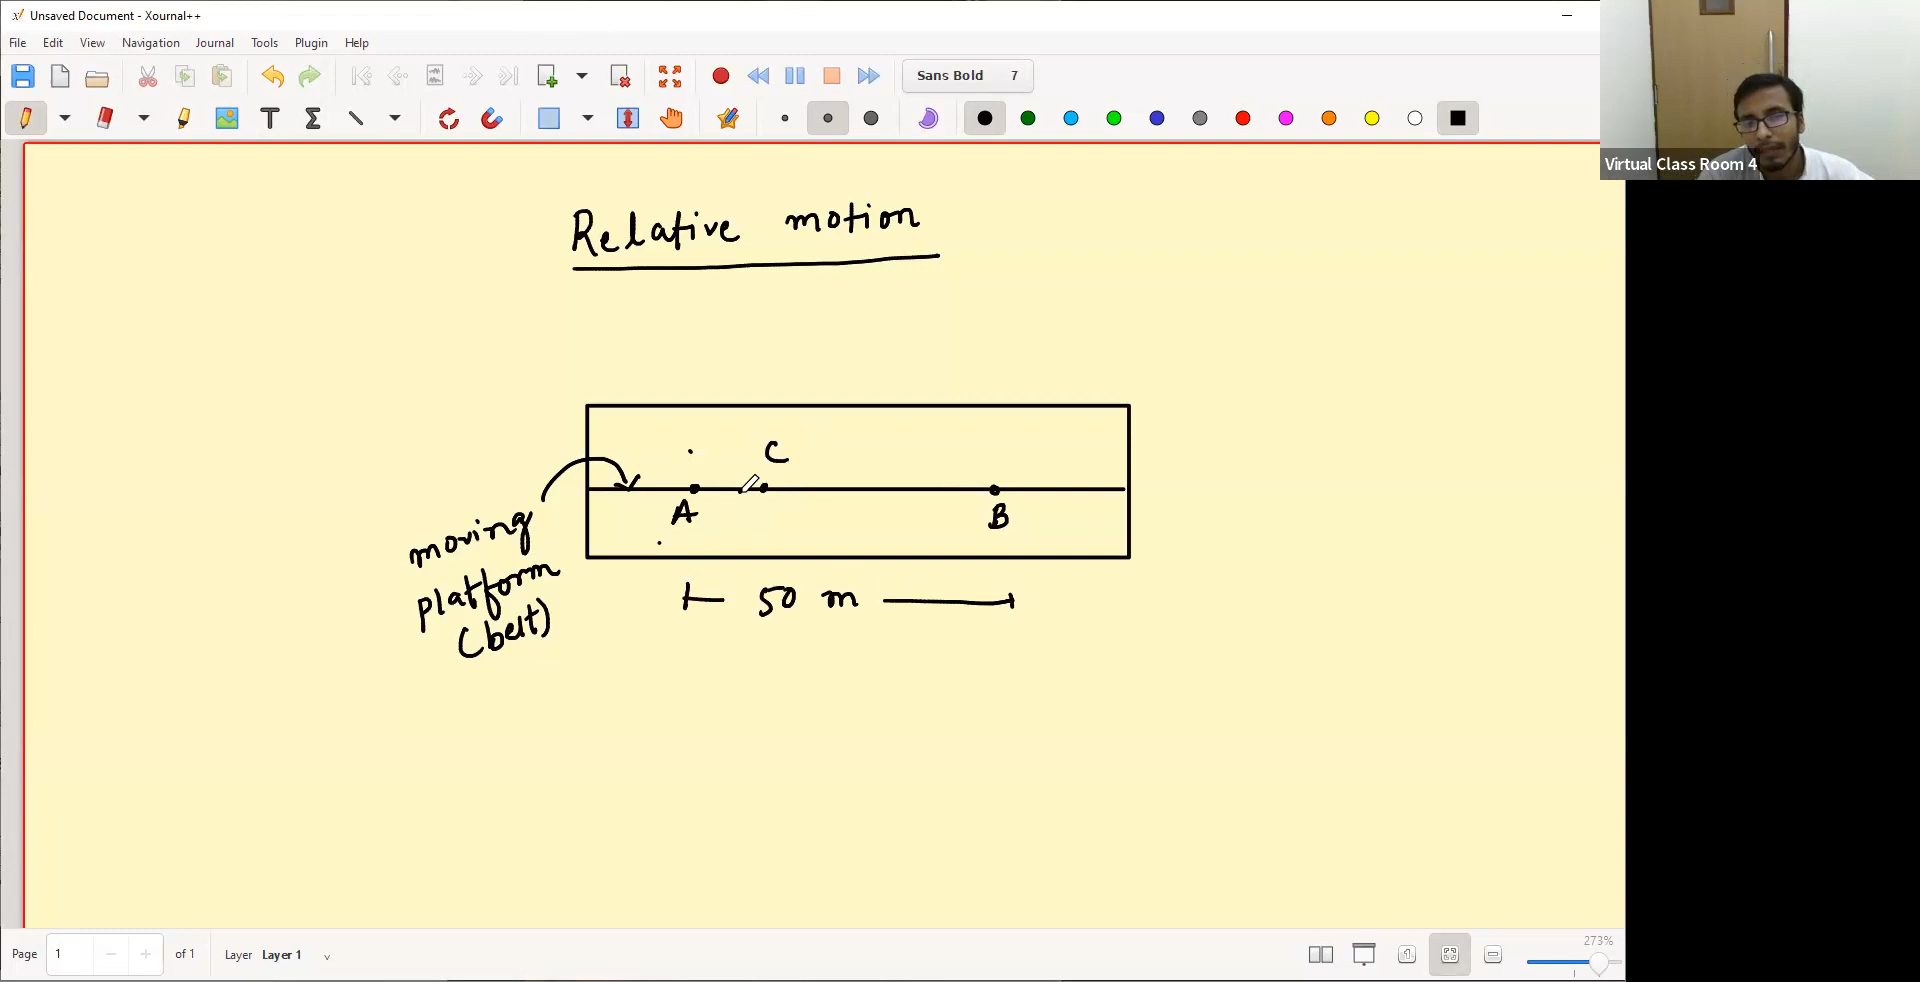 Unsaved Document - Xournal++
File Edit View Navigation Journal Tools Plugin Help
Sans Bold 7
Virtual Class Room 4
Relative motion
C
A
B
moving
platform
(belt)
50 m
Page 1 of 1 Layer Layer 1
273%